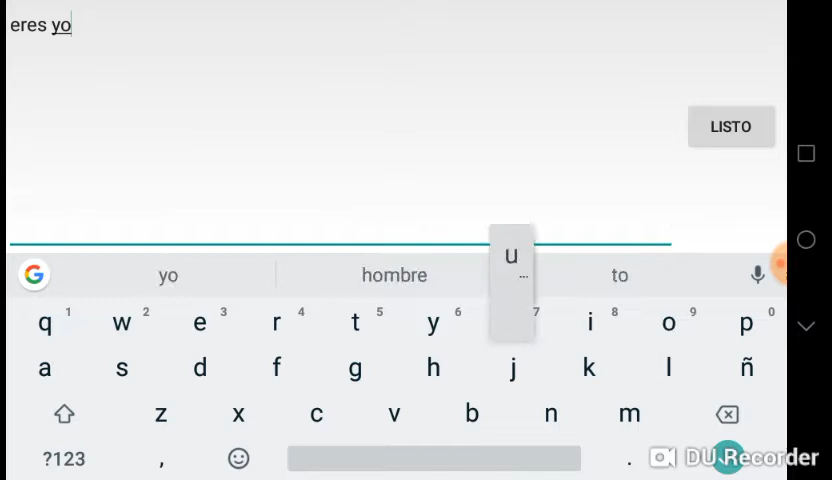 eres yo
LISTO
yo hombre to
u
...
q 1 w 2 e 3 r 4 t 5 y 6 7 i 8 o 9 p 0
a s d f g h j k l ñ
z x c v b n m
?123 , . DU Recorder